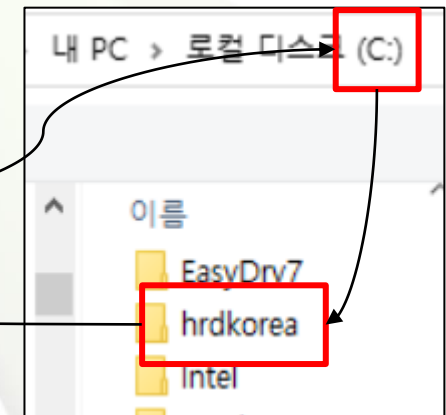 내 PC > 로컬 디스크 (C:)
이름
EasyDrv7
hrdkorea
Intel